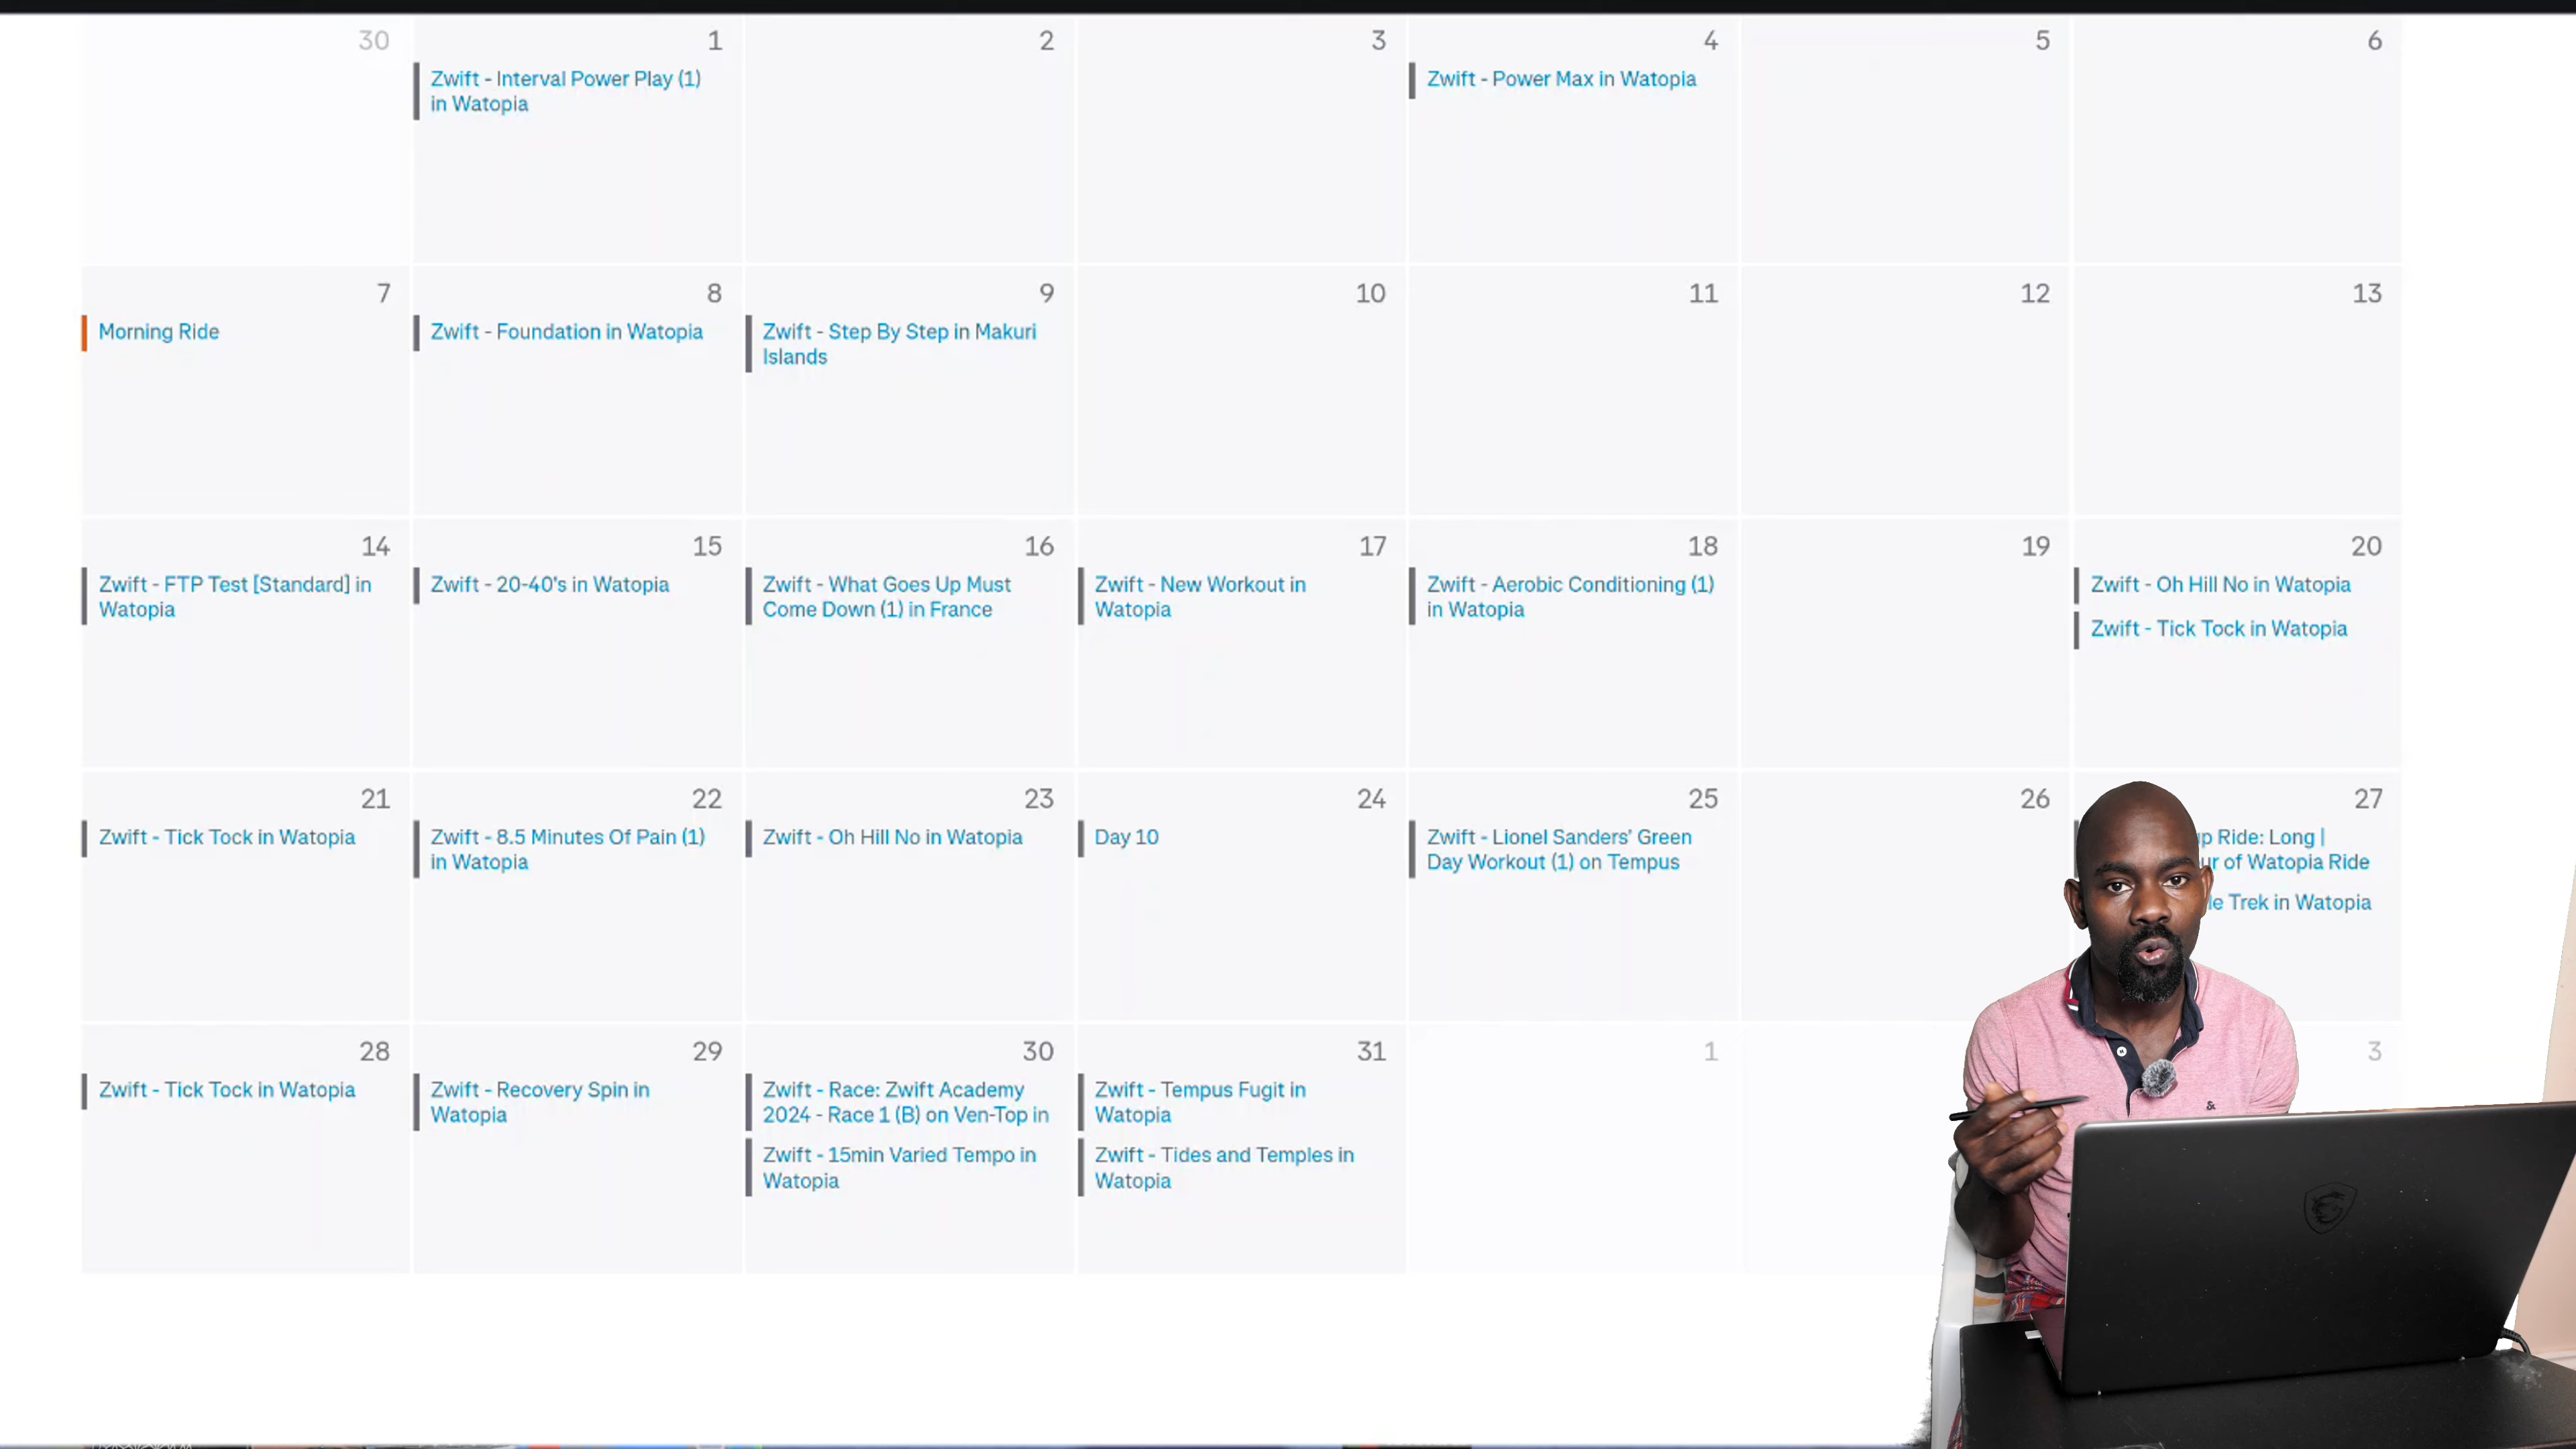 30
1
2
3
4
5
6
Zwift - Interval Power Play (1)
in Watopia
Zwift - Power Max in Watopia
7
8
9
10
11
12
13
Morning Ride
Zwift - Foundation in Watopia
Zwift - Step By Step in Makuri
Islands
14
15
16
17
18
19
20
Zwift - FTP Test [Standard] in
Watopia
Zwift - 20-40's in Watopia
Zwift - What Goes Up Must
Come Down (1) in France
Zwift - New Workout in
Watopia
Zwift - Aerobic Conditioning (1)
in Watopia
Zwift - Oh Hill No in Watopia
Zwift - Tick Tock in Watopia
21
22
23
24
25
26
27
Zwift - Tick Tock in Watopia
Zwift - 8.5 Minutes Of Pain (1)
in Watopia
Zwift - Oh Hill No in Watopia
Day 10
Zwift - Lionel Sanders' Green
Day Workout (1) on Tempus
Ride: Long |
of Watopia Ride
Trek in Watopia
28
29
30
31
1
3
Zwift - Tick Tock in Watopia
Zwift - Recovery Spin in
Watopia
Zwift - Race: Zwift Academy
2024 - Race 1 (B) on Ven-Top in
Zwift - 15min Varied Tempo in
Watopia
Zwift - Tempus Fugit in
Watopia
Zwift - Tides and Temples in
Watopia
&